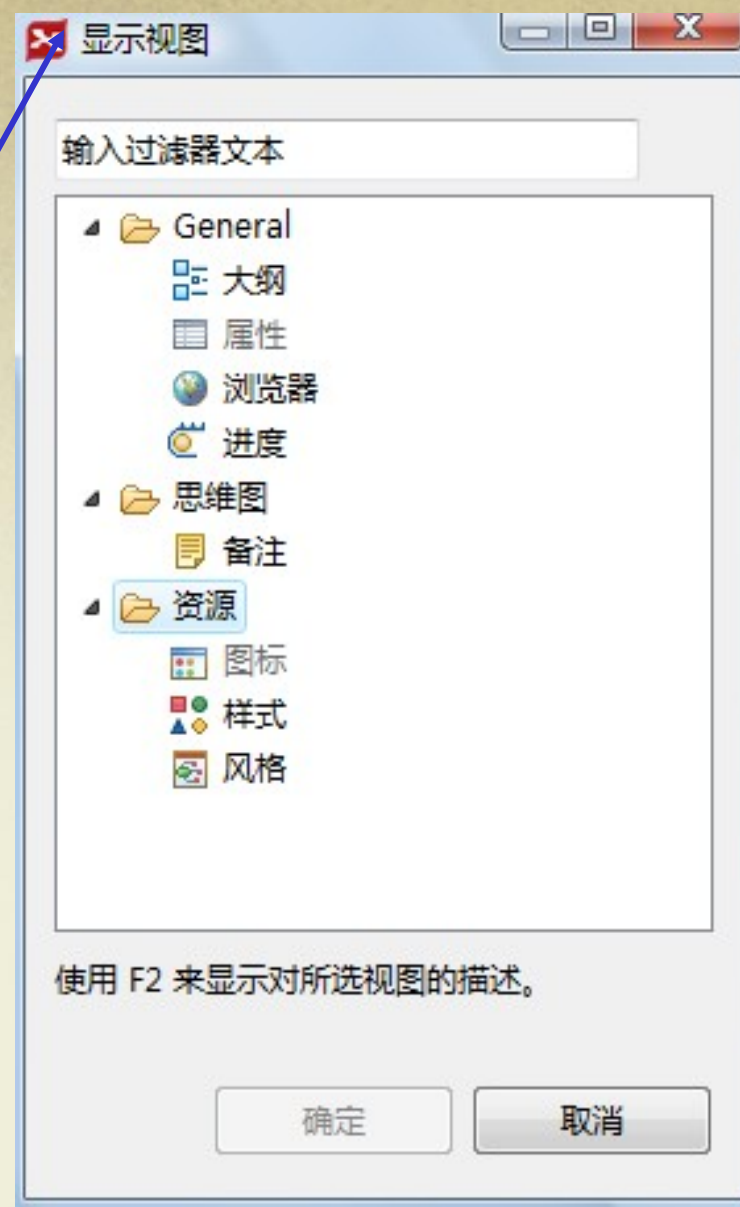 显示视图
输入过滤器文本
General
大纲
属性
浏览器
进度
思维图
备注
资源
图标
样式
风格
使用 F2 来显示对所选视图的描述。
确定
取消